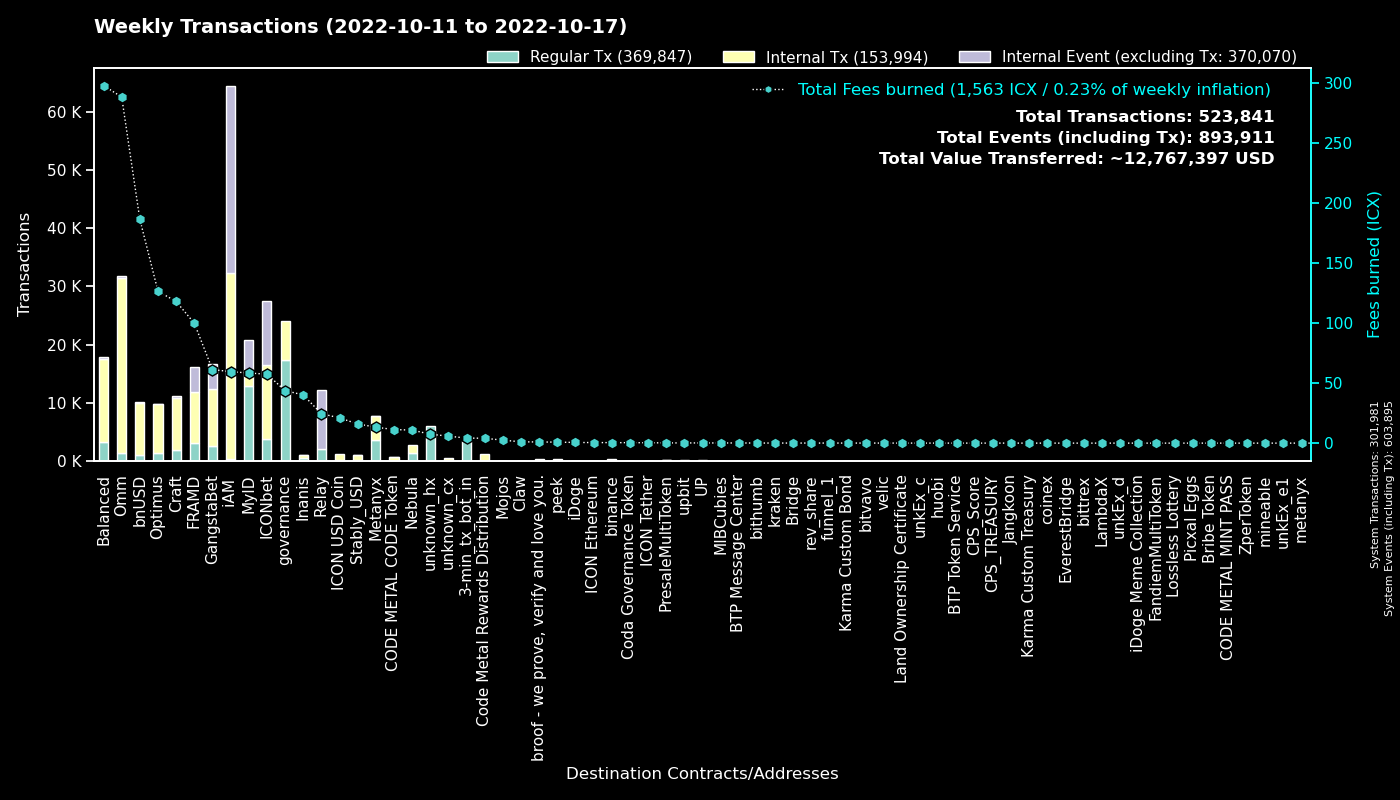 Weekly Transactions (2022-10-11 to 2022-10-17)
Regular Tx (369,847)
Internal Tx (153,994)
Internal Event (excluding Tx: 370,070)
Total Fees burned (1,563 ICX / 0.23% of weekly inflation)
Total Transactions: 523,841
Total Events (including Tx): 893,911
Total Value Transferred: ~12,767,397 USD
Transactions
60 K
50 K
40 K
30 K
20 K
10 K
0 K
300
250
200
150
100
50
0
Fees burned (ICX)
System Transactions: 301,981
System Events (including Tx): 603,895
Balanced
Omm
bnUSD
Optimus
Craft
FRAMD
GangstaBet
iAM
MyID
ICONbet
governance
Inanis
Relay
ICON USD Coin
Stably_USD
Metanyx
CODE METAL CODE Token
Nebula
unknown_hx
unknown_cx
3-min_tx_bot_in
Code Metal Rewards Distribution
Mojos
Claw
broof - we prove, verify and love you.
peek
iDoge
ICON Ethereum
binance
Coda Governance Token
ICON Tether
PresaleMultiToken
upbit
UP
MIBCubies
BTP Message Center
bithumb
kraken
Bridge
rev_share
funnel_1
Karma Custom Bond
bitvavo
velic
Land Ownership Certificate
unkEx_c
huobi
BTP Token Service
CPS_Score
CPS_TREASURY
Jangkoon
Karma Custom Treasury
coinex
EverestBridge
bittrex
LambdaX
unkEx_d
iDoge Meme Collection
FandiemMultiToken
Lossless Lottery
Picxal Eggs
Bribe Token
CODE METAL MINT PASS
ZperToken
mineable
unkEx_e1
metanyx
Destination Contracts/Addresses